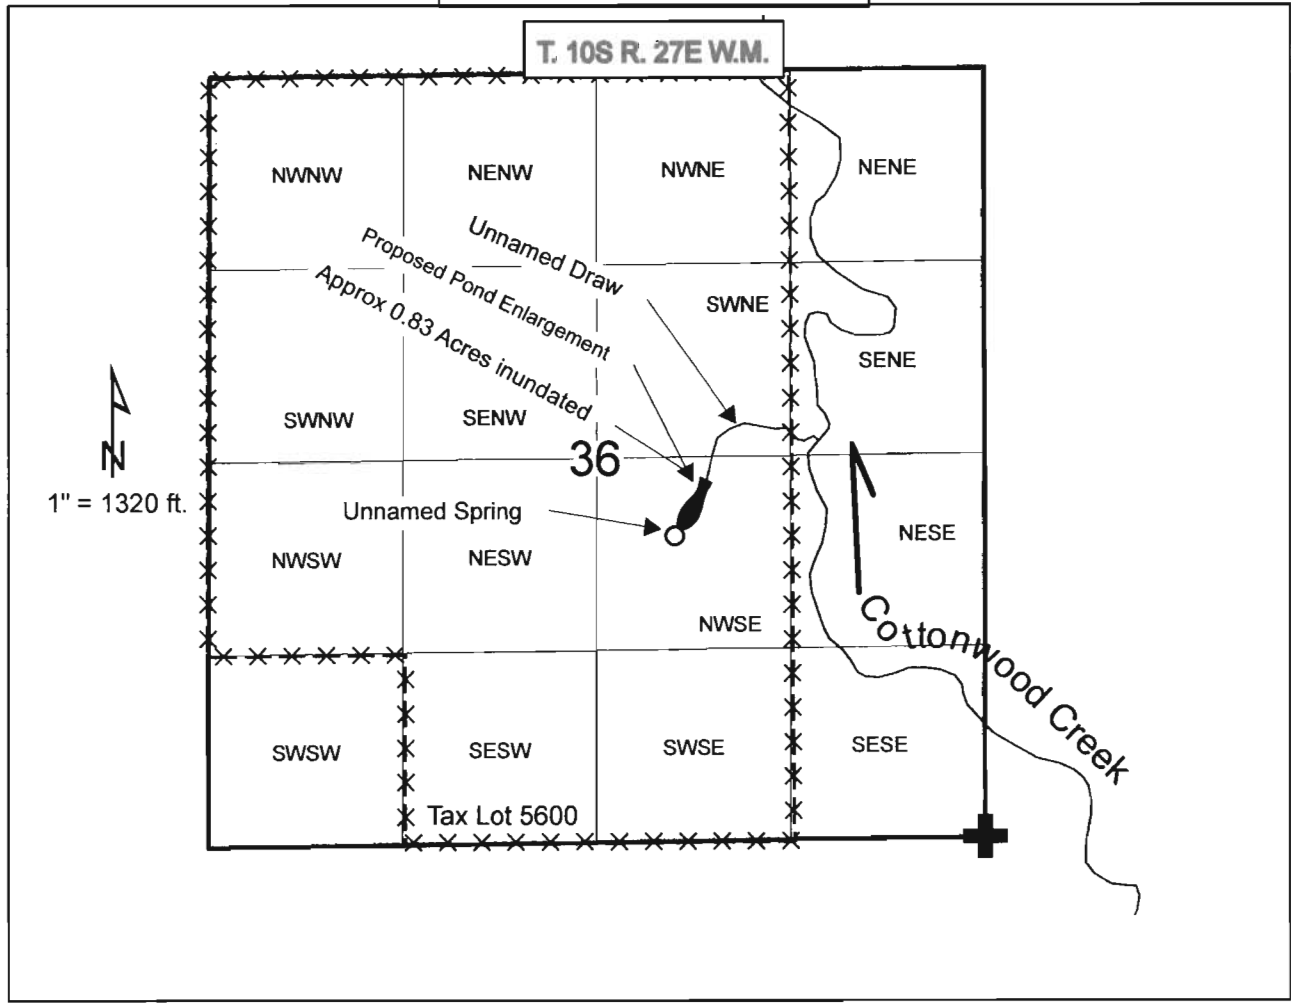 T. 10S R. 27E W.M.
NWNW
NENW
NWNE
NENE
Unnamed Draw
Proposed Pond Enlargement
Approx 0.83 Acres inundated
SWNE
SENE
SWNW
SENW
36
N
1" = 1320 ft.
Unnamed Spring
NWSW
NESW
NESE
NWSE
Cottonwood Creek
SWSW
SESW
SWSE
SESE
Tax Lot 5600